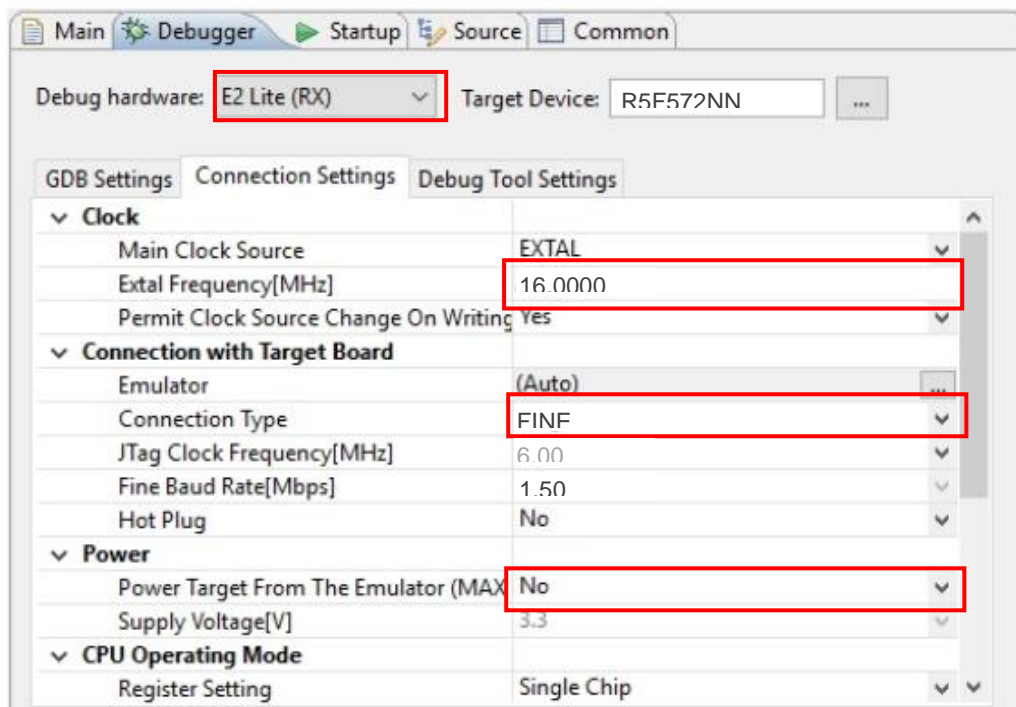 Main Debugger Startup Source Common
Debug hardware: E2 Lite (RX) Target Device: R5F572NN ...
GDB Settings Connection Settings Debug Tool Settings
Clock
Main Clock Source EXTAL
Extal Frequency[MHz] 16.0000
Permit Clock Source Change On Writing Yes
Connection with Target Board
Emulator (Auto) ...
Connection Type FINE
JTag Clock Frequency[MHz] 6.00
Fine Baud Rate[Mbps] 1.50
Hot Plug No
Power
Power Target From The Emulator (MAX No
Supply Voltage[V] 3.3
CPU Operating Mode
Register Setting Single Chip